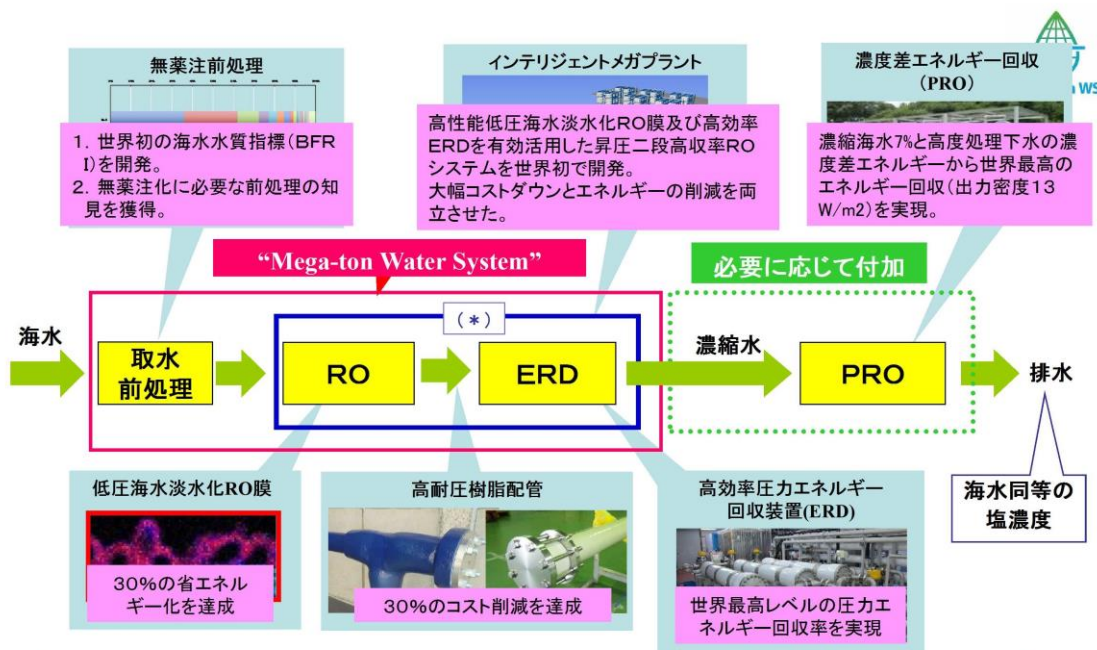 無薬注前処理
1. 世界初の海水水質指標(BFR
I)を開発。
2. 無薬注化に必要な前処理の知
見を獲得。
インテリジェントメガプラント
高性能低圧海水淡水化RO膜及び高効率
ERDを有効活用した昇圧二段高収率RO
システムを世界初で開発。
大幅コストダウンとエネルギーの削減を両
立させた。
濃度差エネルギー回収
(PRO)
濃縮海水7%と高度処理下水の濃
度差エネルギーから世界最高の
エネルギー回収(出力密度13
W/m2)を実現。
“Mega-ton Water System”
必要に応じて付加
(*)
海水
取水
前処理
RO
ERD
濃縮水
PRO
排水
低圧海水淡水化RO膜
30%の省エネル
ギー化を達成
高耐圧樹脂配管
30%のコスト削減を達成
高効率圧力エネルギー
回収装置(ERD)
世界最高レベルの圧力エ
ネルギー回収率を実現
海水同等の
塩濃度